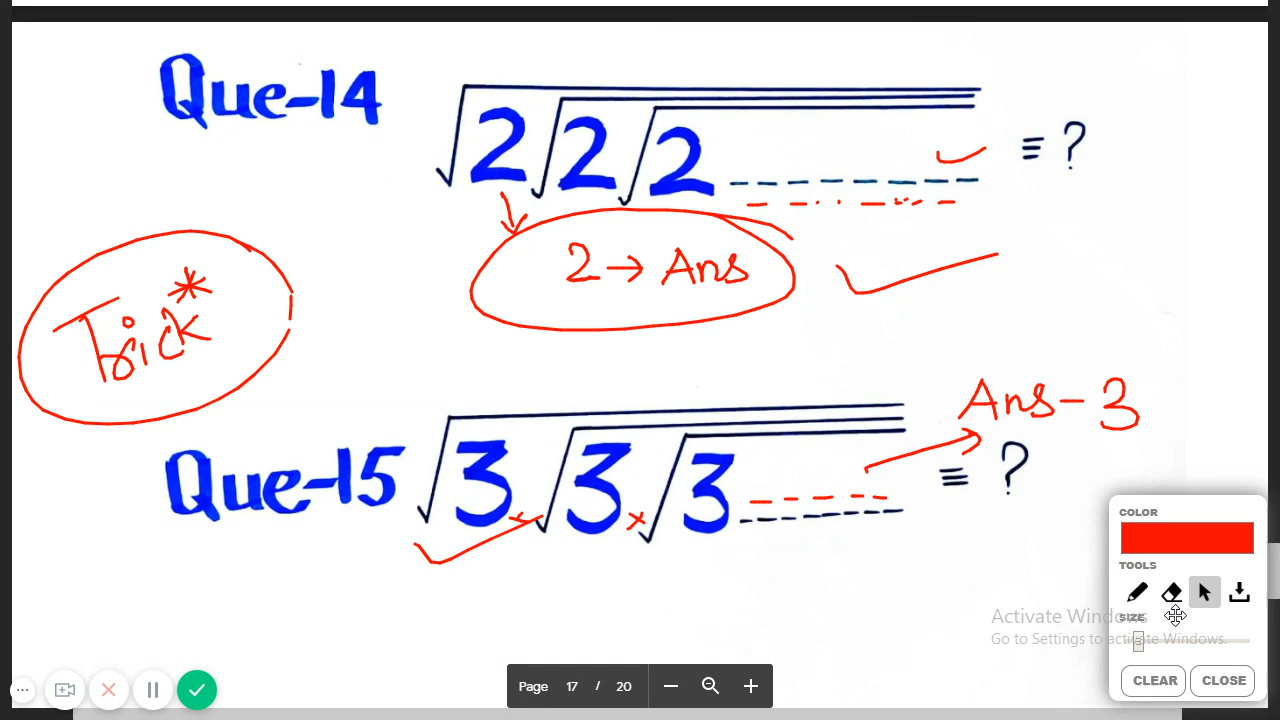 Que-14 √2√2√2 -------- ≡ ?
2 → Ans
Trick *
Ans - 3
Que-15 √3×√3×√3 ------ ≡ ?
COLOR
TOOLS
SIZE
Activate Windows
Go to Settings to activate Windows.
CLEAR CLOSE
Page 17 / 20